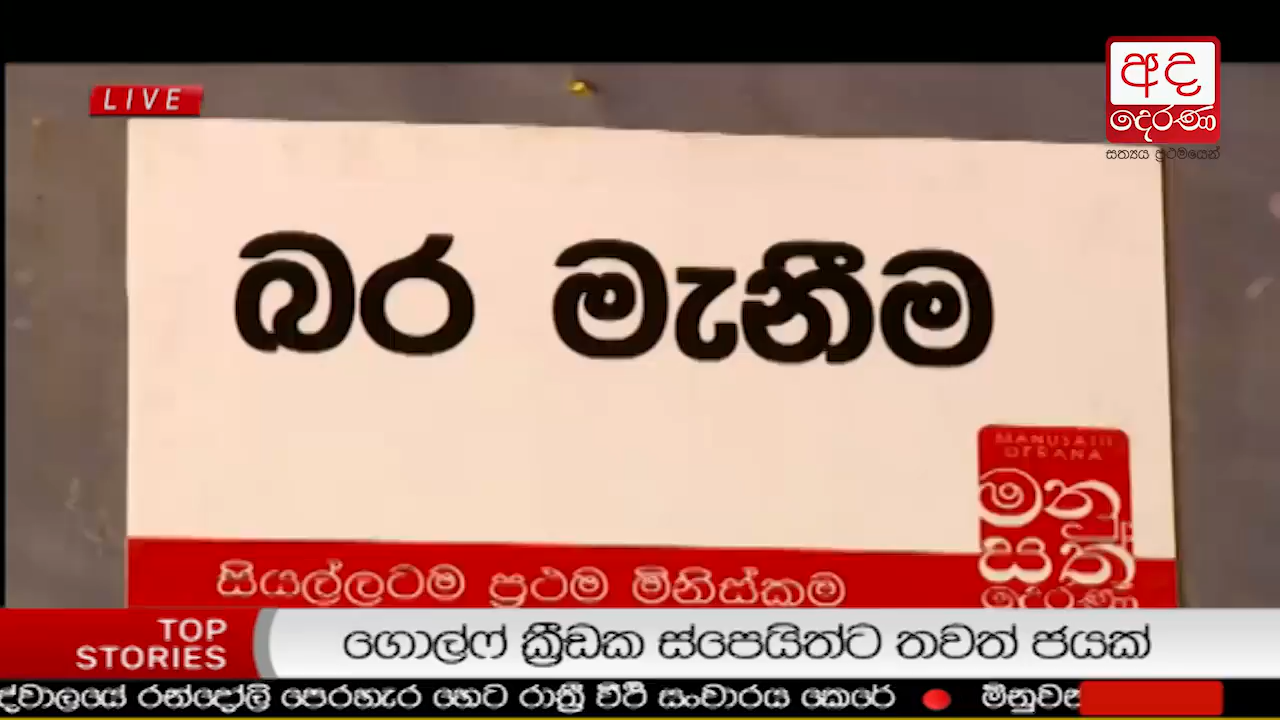 LIVE
අද
දෙරණ
සත්‍යය ප්‍රථමයෙන්
බර මැනීම
MANUSATH
DERANA
මනු
සත්
දෙරණ
සියල්ලටම ප්‍රථම මිනිස්කම
TOP
STORIES
ගොල්ෆ් ක්‍රීඩක ස්පෙයිත්ට තවත් ජයක්
රන්දෝලි පෙරහැර හෙට රාත්‍රී වීථි සංචාරය කෙරේ